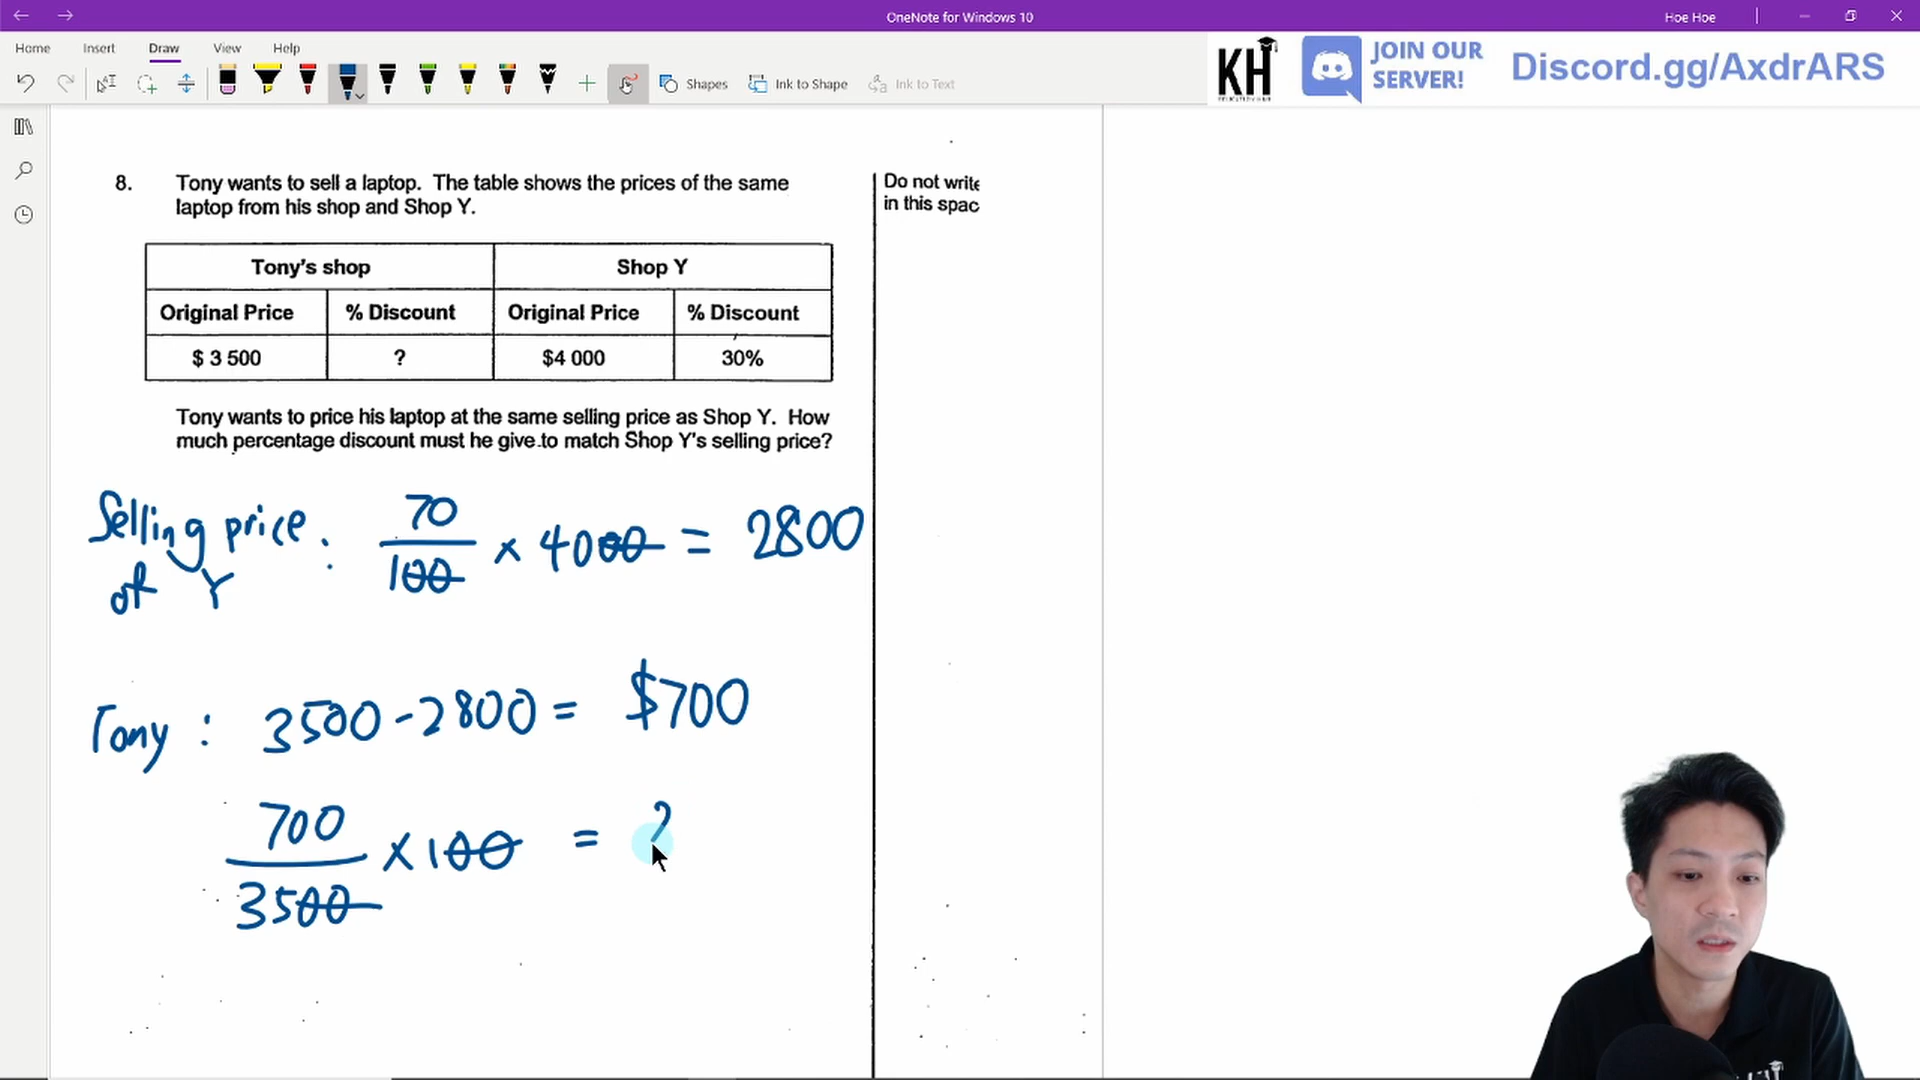 OneNote for Windows 10
Hoe Hoe
Home Insert Draw View Help
Shapes Ink to Shape Ink to Text
KH
JOIN OUR
SERVER!
Discord.gg/AxdrARS
8. Tony wants to sell a laptop. The table shows the prices of the same
laptop from his shop and Shop Y.
Do not write
in this spac
Tony's shop Shop Y
Original Price % Discount Original Price % Discount
$ 3 500 ? $4 000 30%
Tony wants to price his laptop at the same selling price as Shop Y. How
much percentage discount must he give to match Shop Y's selling price?
Selling price of Y : 70/100 × 4000 = 2800
Tony : 3500 - 2800 = $700
700/3500 × 100 = 2